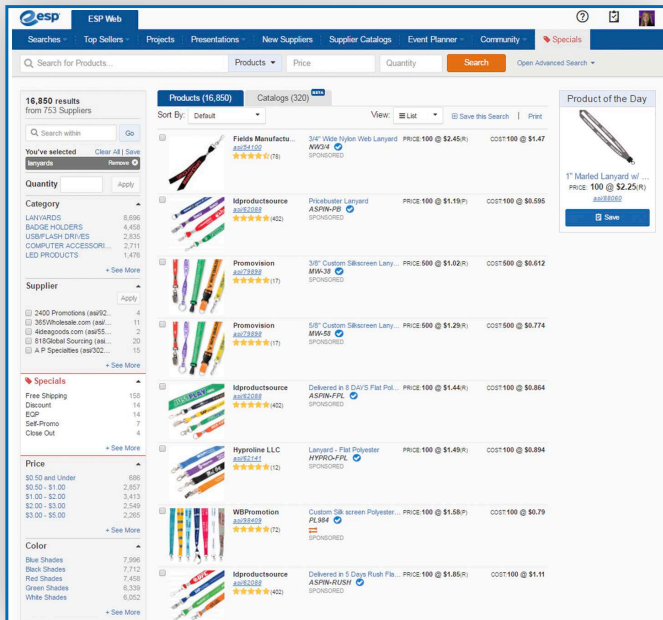 esp ESP Web
Searches Top Sellers Projects Presentations New Suppliers Supplier Catalogs Event Planner Community Specials
Search for Products... Products Price Quantity Search Open Advanced Search
16,850 results
from 753 Suppliers
Search within Go
You've selected Clear All | Save
lanyards Remove
Quantity Apply
Category
LANYARDS 8,696
BADGE HOLDERS 4,458
USB/FLASH DRIVES 2,835
COMPUTER ACCESSORI... 2,711
LED PRODUCTS 1,476
+ See More
Supplier
Apply
2400 Promotions (asi/92... 4
365Wholesale.com (asi/... 11
4ideagoods.com (asi/55... 2
818Global Sourcing (asi... 20
A P Specialties (asi/302... 15
+ See More
Specials
Free Shipping 158
Discount 14
EQP 14
Self-Promo 7
Close Out 4
+ See More
Price
$0.50 and Under 686
$0.50 - $1.00 2,857
$1.00 - $2.00 3,413
$2.00 - $3.00 2,549
$3.00 - $5.00 2,265
+ See More
Color
Blue Shades 7,996
Black Shades 7,712
Red Shades 7,458
Green Shades 6,339
White Shades 6,052
+ See More
Products (16,850) Catalogs (320) BETA
Sort By: Default View: List Save this Search | Print
Fields Manufactu... 3/4" Wide Nylon Web Lanyard PRICE:100 @ $2.45(R) COST:100 @ $1.47
asi/54100 NW3/4
(75) SPONSORED
Idproductsource Pricebuster Lanyard PRICE:100 @ $1.19(P) COST:100 @ $0.595
asi/62088 ASPIN-PB
(402) SPONSORED
Promovision 3/8" Custom Silkscreen Lany... PRICE:500 @ $1.02(R) COST:500 @ $0.612
asi/79898 MW-38
(17) SPONSORED
Promovision 5/8" Custom Silkscreen Lany... PRICE:500 @ $1.29(R) COST:500 @ $0.774
asi/79898 MW-58
(17) SPONSORED
Idproductsource Delivered in 8 DAYS Flat Pol... PRICE:100 @ $1.44(R) COST:100 @ $0.864
asi/62088 ASPIN-FPL
(402) SPONSORED
Hyproline LLC Lanyard - Flat Polyester PRICE:100 @ $1.49(R) COST:100 @ $0.894
asi/62141 HYPRO-FPL
(12) SPONSORED
WBPromotion Custom Silk screen Polyester... PRICE:100 @ $1.58(P) COST:100 @ $0.79
asi/98409 PL984
(72)
SPONSORED
Idproductsource Delivered in 5 Days Rush Fla... PRICE:100 @ $1.85(R) COST:100 @ $1.11
asi/62088 ASPIN-RUSH
(402) SPONSORED
Product of the Day
1" Marled Lanyard w/ ...
PRICE: 100 @ $2.25(R)
asi/68060
Save